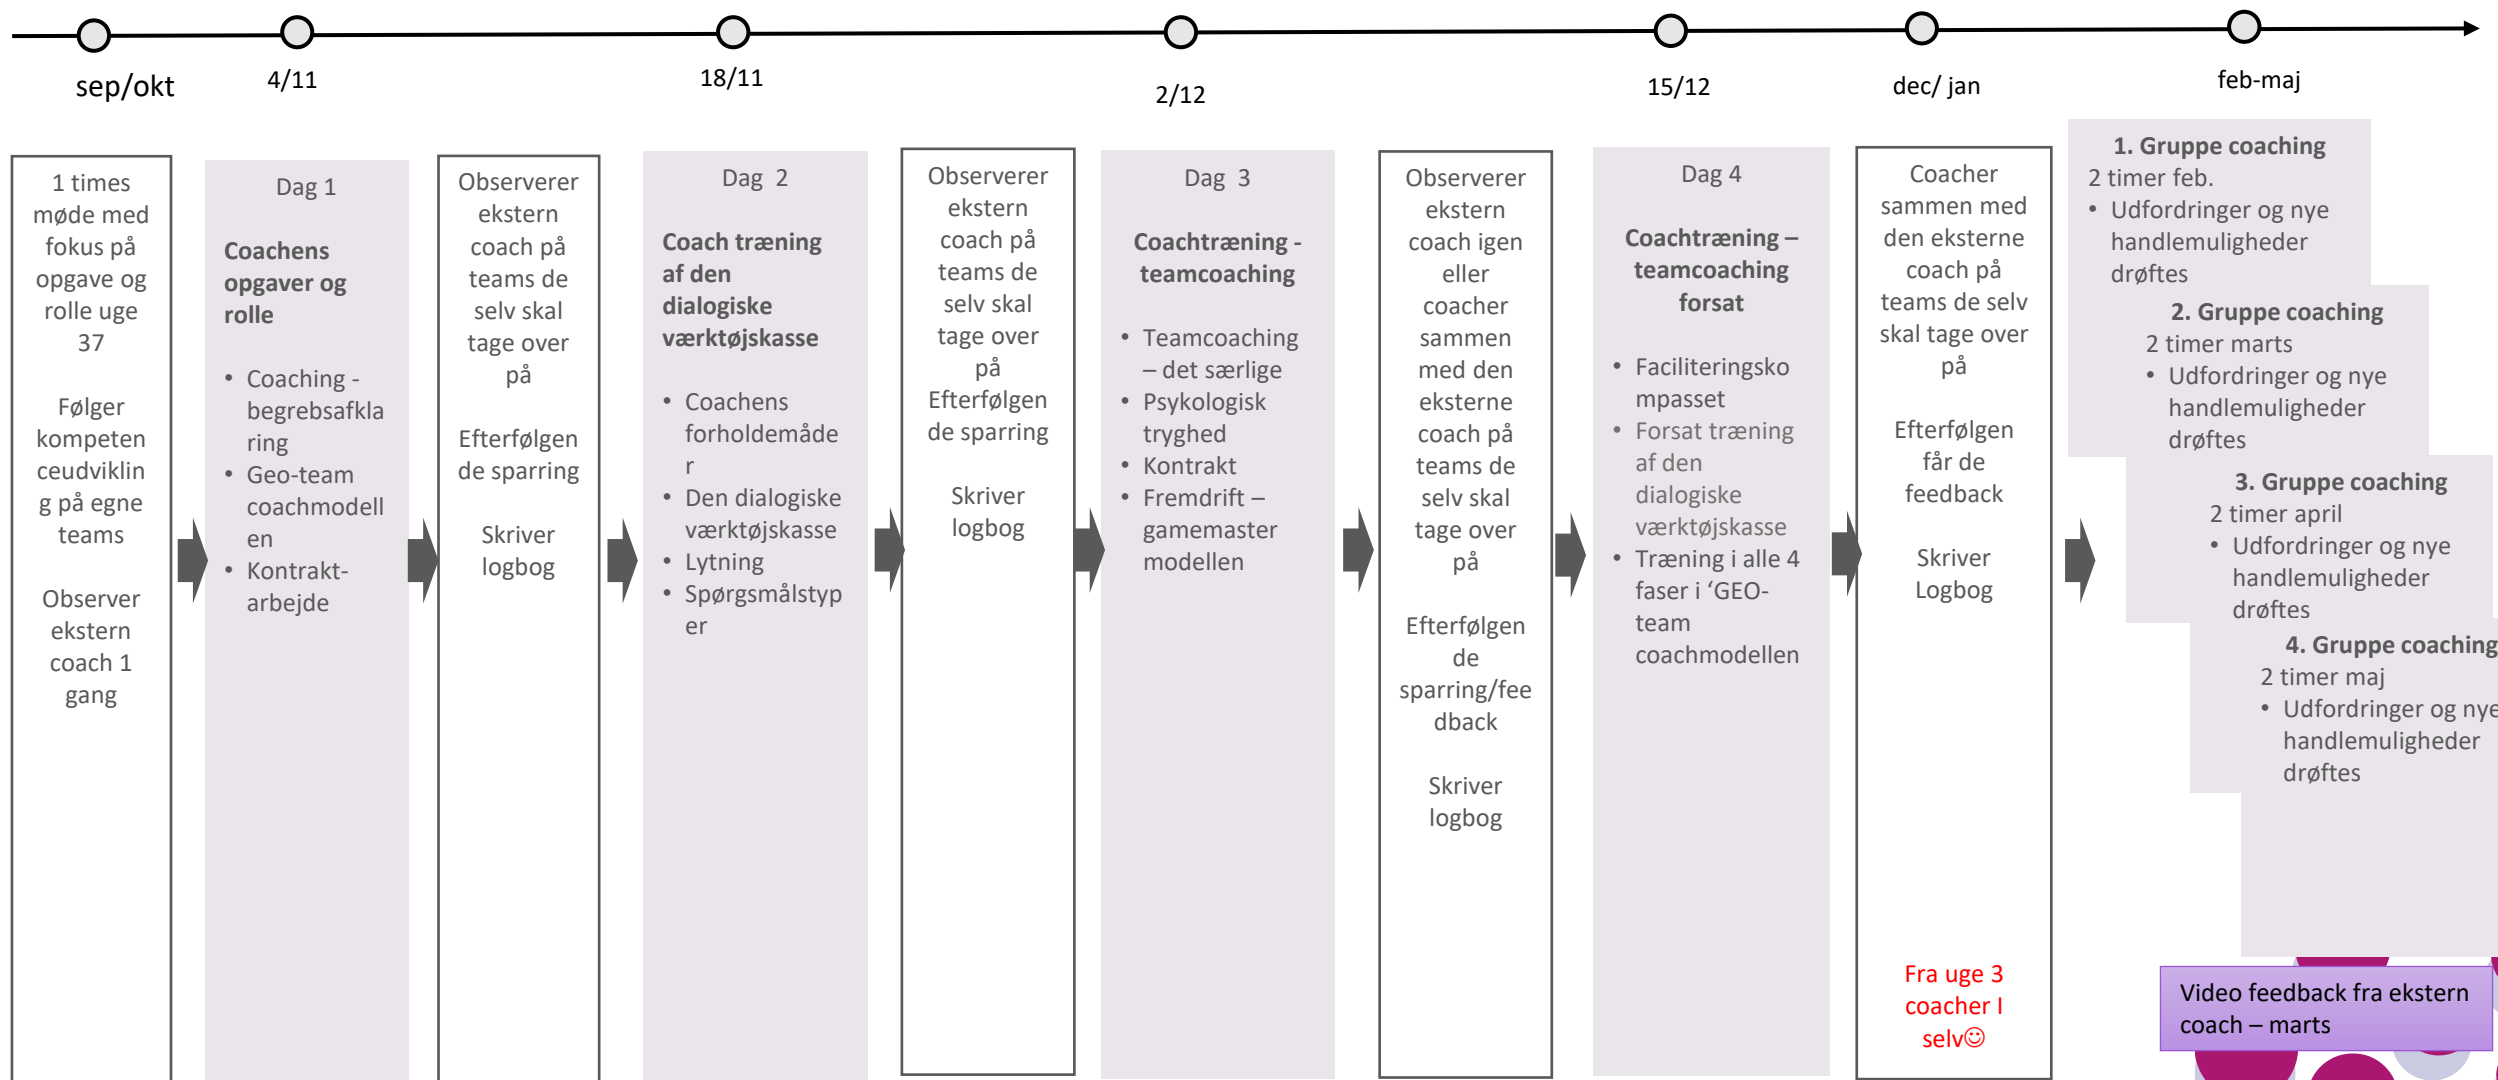 sep/okt
4/11
18/11
2/12
15/12
dec/ jan
feb-maj
1 times
møde med
fokus på
opgave og
rolle uge
37
Følger
kompeten
ceudviklin
g på egne
teams
Observer
ekstern
coach 1
gang
Dag 1
Coachens
opgaver og
rolle
• Coaching -
begrebsafkla
ring
• Geo-team
coachmodell
en
• Kontrakt-
arbejde
Observerer
ekstern
coach på
teams de
selv skal
tage over
på
Efterfølgen
de sparring
Skriver
logbog
Dag 2
Coach træning
af den
dialogiske
værktøjskasse
• Coachens
forholdemåde
r
• Den dialogiske
værktøjskasse
• Lytning
• Spørgsmålstyp
er
Observerer
ekstern
coach på
teams de
selv skal
tage over
på
Efterfølgen
de sparring
Skriver
logbog
Dag 3
Coachtræning -
teamcoaching
• Teamcoaching
– det særlige
• Psykologisk
tryghed
• Kontrakt
• Fremdrift –
gamemaster
modellen
Observerer
ekstern
coach igen
eller
coacher
sammen
med den
eksterne
coach på
teams de
selv skal
tage over
på
Efterfølgen
de
sparring/fee
dback
Skriver
logbog
Dag 4
Coachtræning –
teamcoaching
forsat
• Faciliteringsko
mpasset
• Forsat træning
af den
dialogiske
værktøjskasse
• Træning i alle 4
faser i ‘GEO-
team
coachmodellen
Coacher
sammen med
den eksterne
coach på
teams de selv
skal tage over
på
Efterfølgen
får de
feedback
Skriver
Logbog
Fra uge 3
coacher I
selv☺
1. Gruppe coaching
2 timer feb.
• Udfordringer og nye
handlemuligheder
drøftes
2. Gruppe coaching
2 timer marts
• Udfordringer og nye
handlemuligheder
drøftes
3. Gruppe coaching
2 timer april
• Udfordringer og nye
handlemuligheder
drøftes
4. Gruppe coaching
2 timer maj
• Udfordringer og nye
handlemuligheder
drøftes
Video feedback fra ekstern
coach – marts